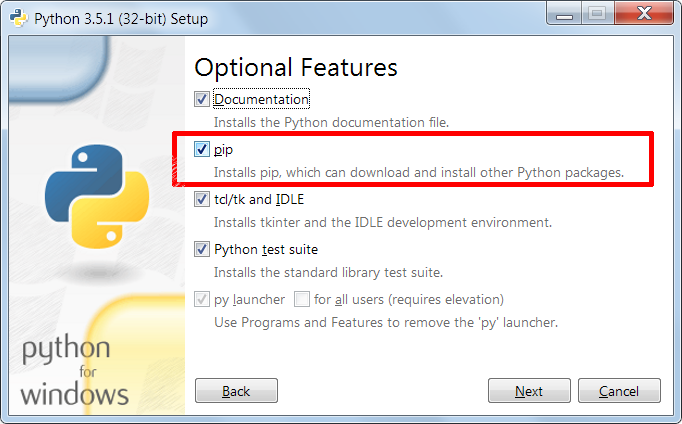 Python 3.5.1 (32-bit) Setup
Optional Features
Documentation
Installs the Python documentation file.
pip
Installs pip, which can download and install other Python packages.
tcl/tk and IDLE
Installs tkinter and the IDLE development environment.
Python test suite
Installs the standard library test suite.
py launcher for all users (requires elevation)
Use Programs and Features to remove the 'py' launcher.
python
for
windows
Back Next Cancel